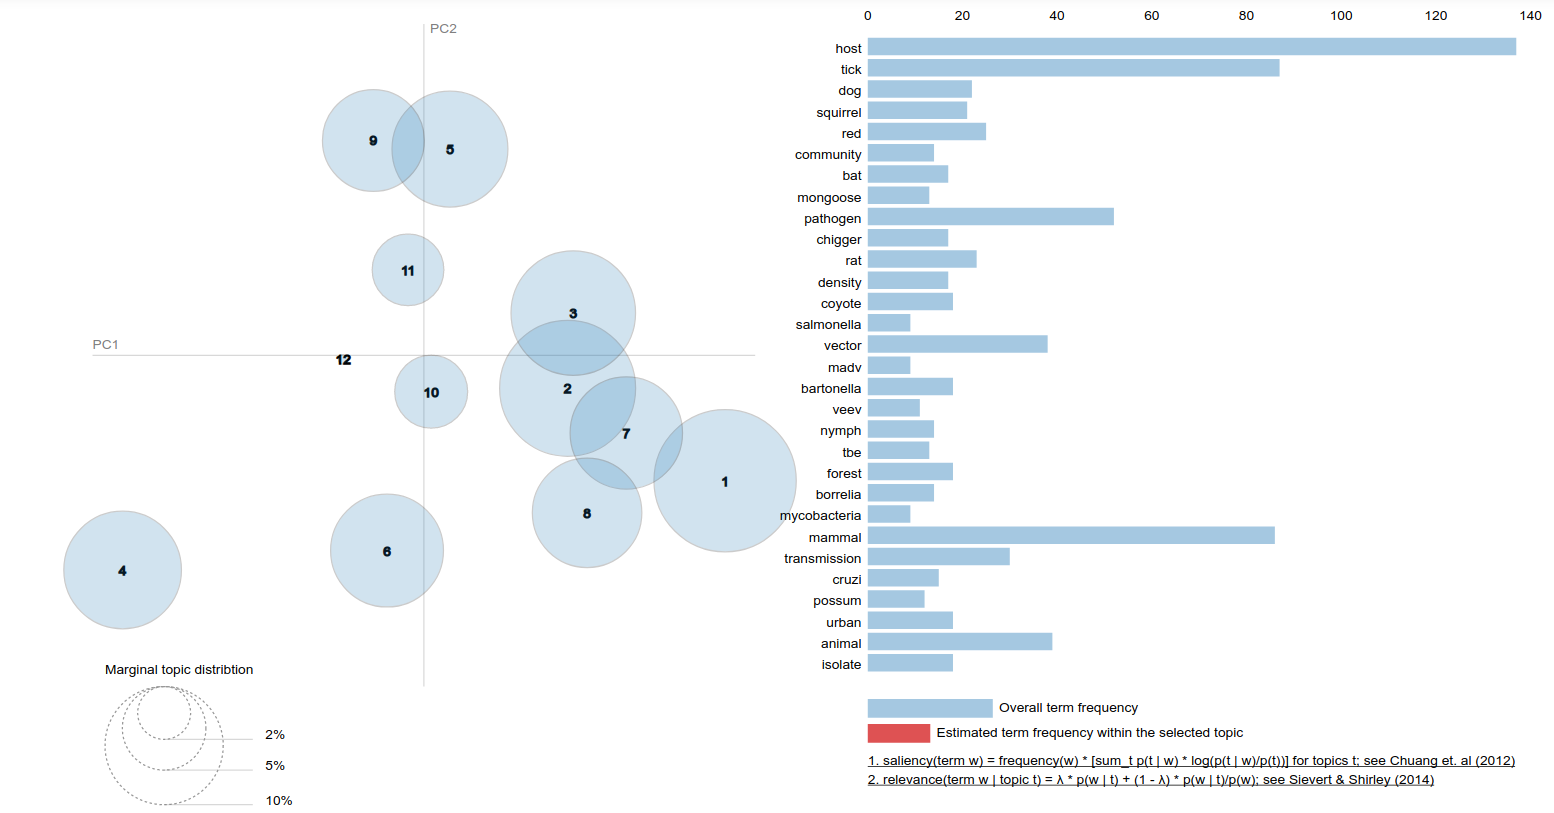 PC2
PC1
9
5
11
3
12
10
2
7
1
8
6
4
Marginal topic distribtion
2%
5%
10%
0 20 40 60 80 100 120 140
host
tick
dog
squirrel
red
community
bat
mongoose
pathogen
chigger
rat
density
coyote
salmonella
vector
madv
bartonella
veev
nymph
tbe
forest
borrelia
mycobacteria
mammal
transmission
cruzi
possum
urban
animal
isolate
Overall term frequency
Estimated term frequency within the selected topic
1. saliency(term w) = frequency(w) * [sum_t p(t | w) * log(p(t | w)/p(t))] for topics t; see Chuang et. al (2012)
2. relevance(term w | topic t) = λ * p(w | t) + (1 - λ) * p(w | t)/p(w); see Sievert & Shirley (2014)